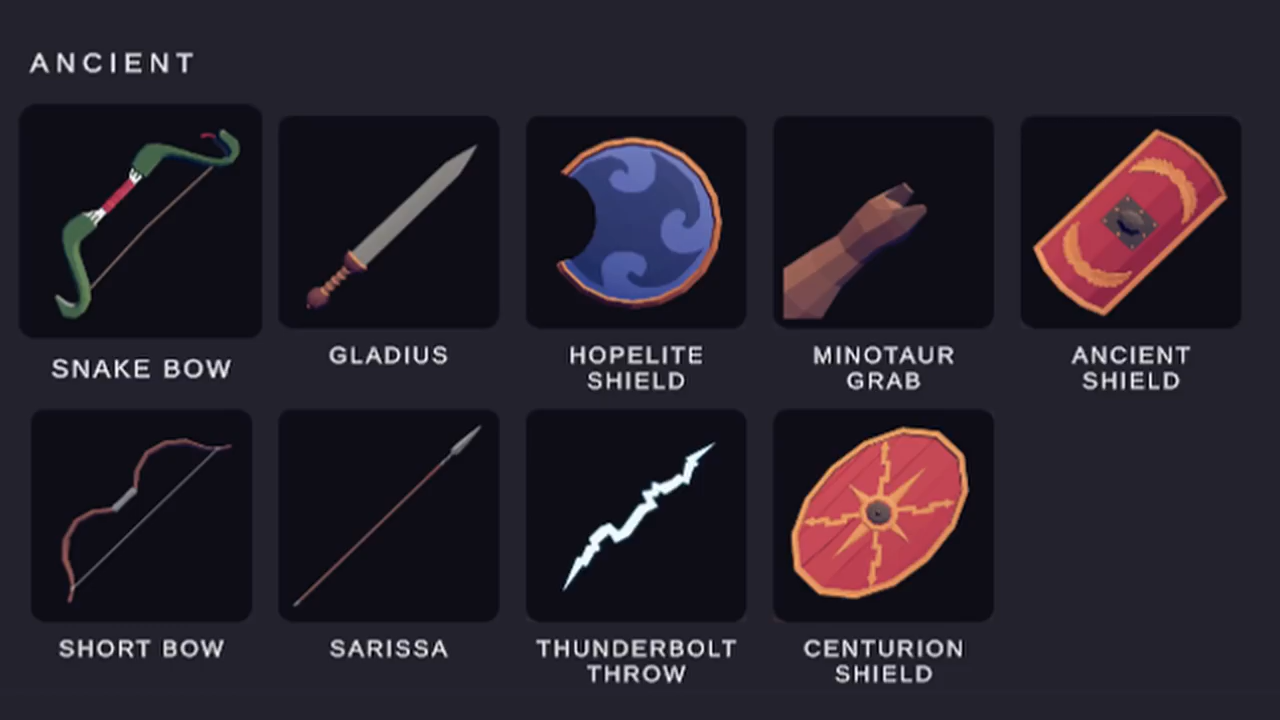 ANCIENT
SNAKE BOW
GLADIUS
HOPELITE
SHIELD
MINOTAUR
GRAB
ANCIENT
SHIELD
SHORT BOW
SARISSA
THUNDERBOLT
THROW
CENTURION
SHIELD